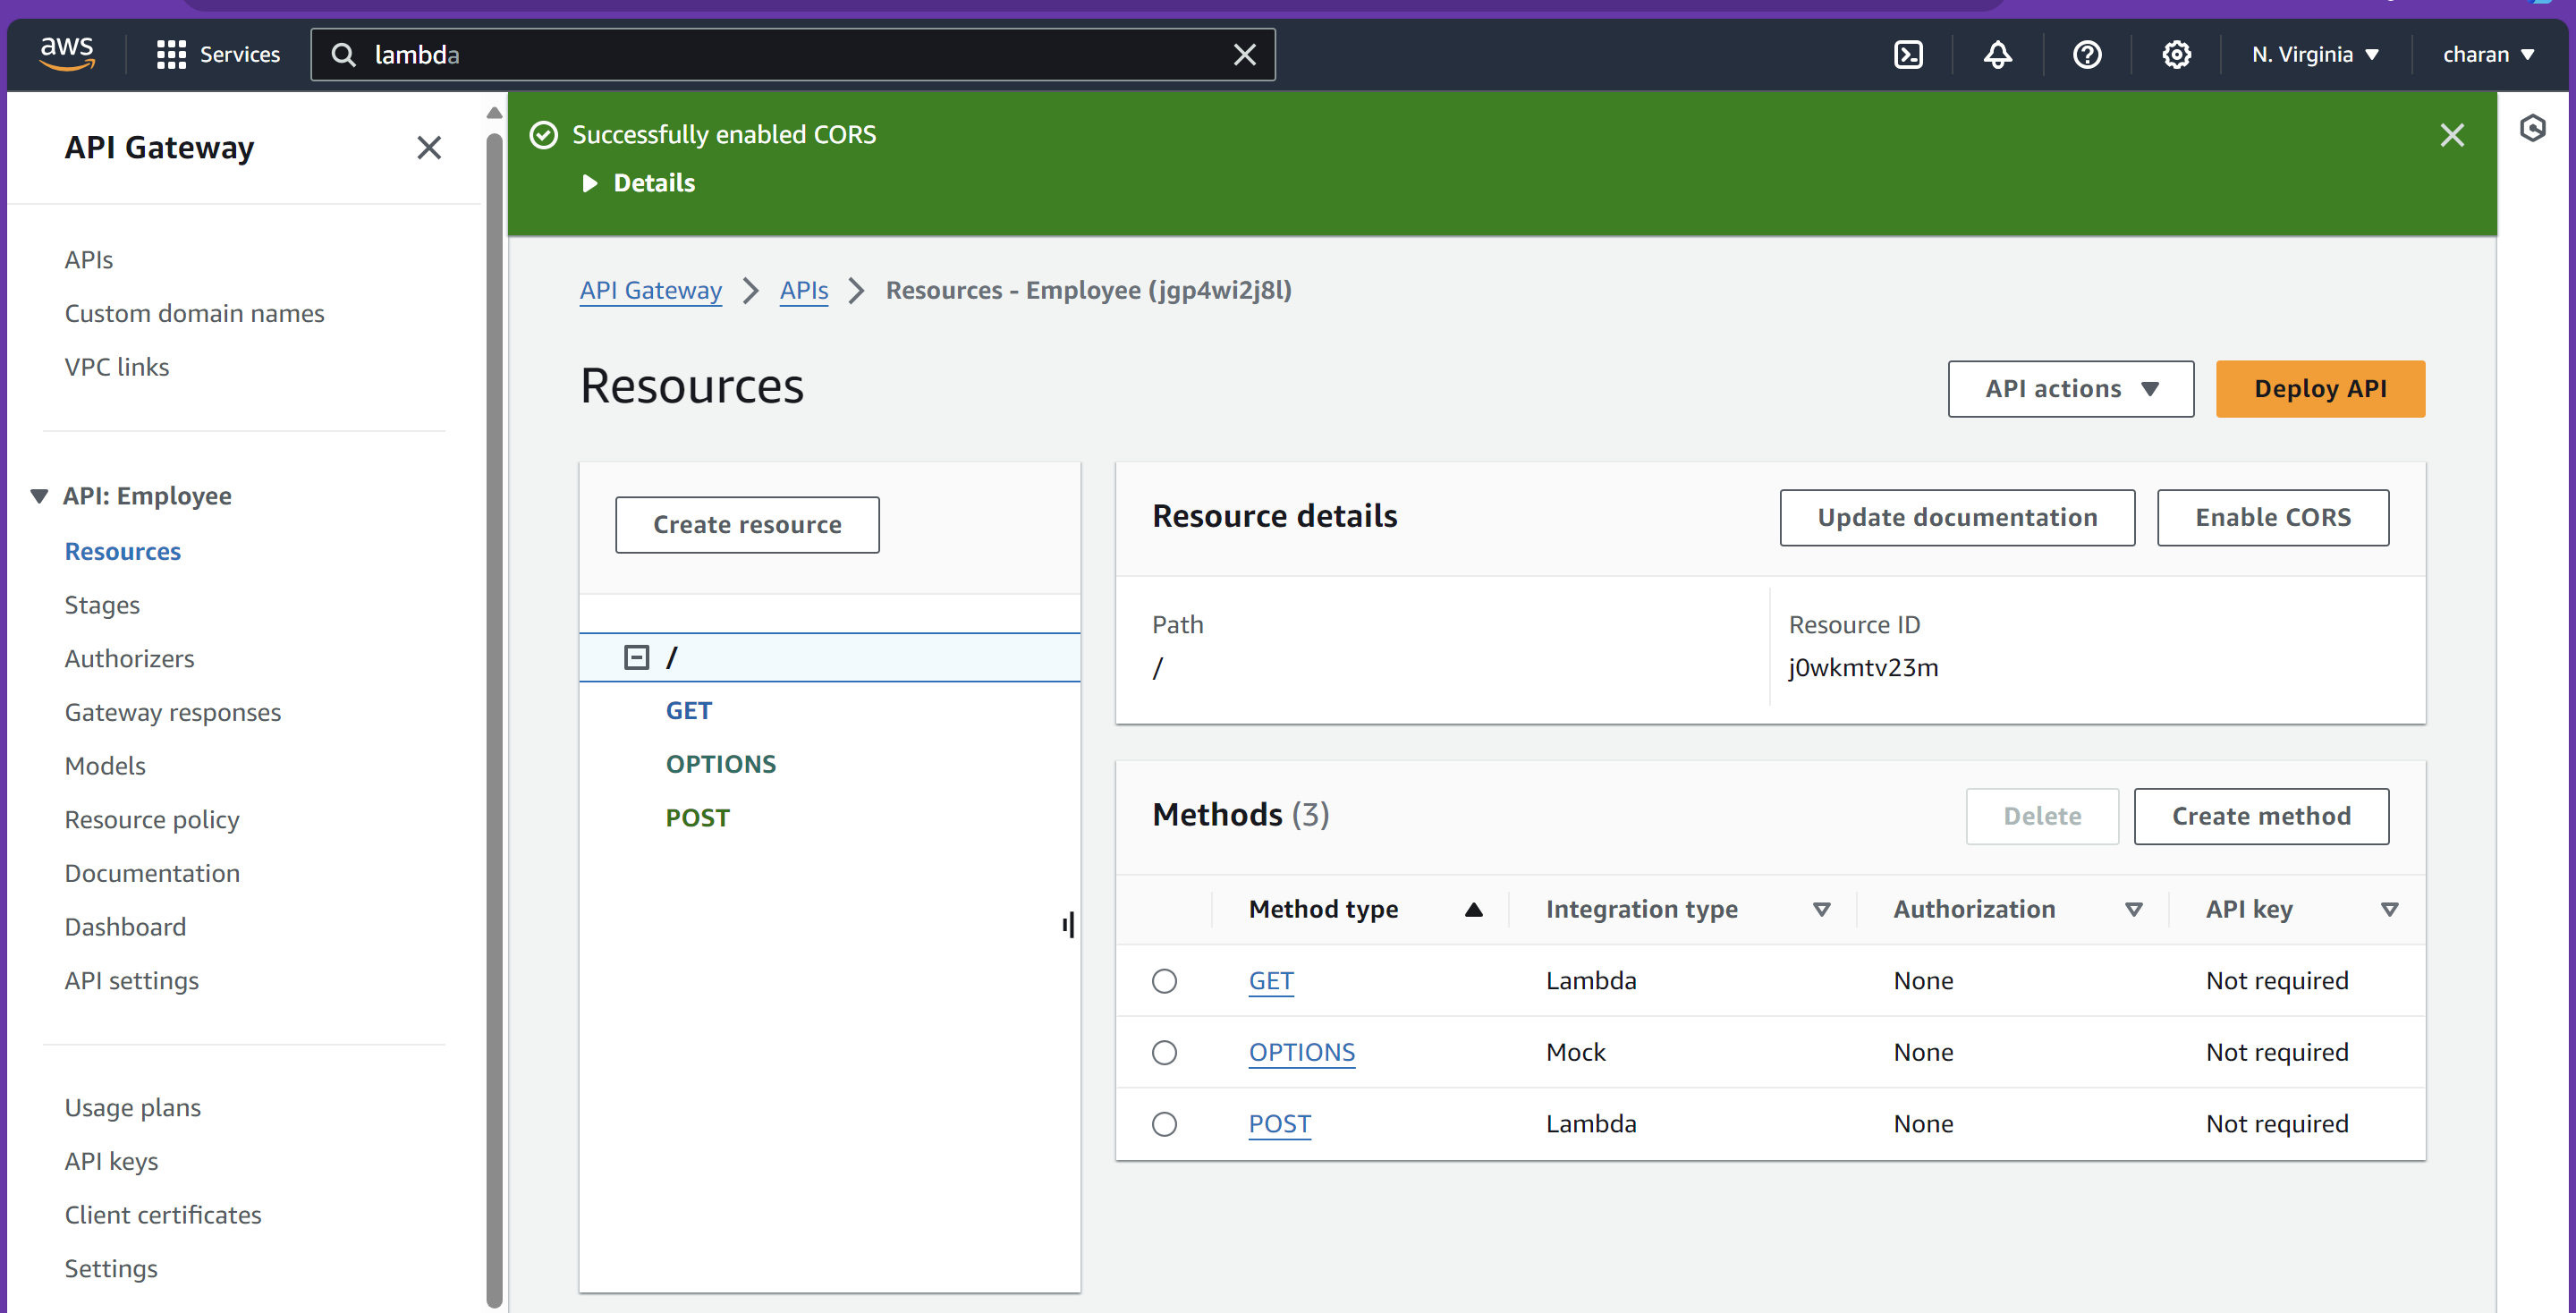 aws
Services
lambda
N. Virginia
charan
API Gateway
APIs
Custom domain names
VPC links
API: Employee
Resources
Stages
Authorizers
Gateway responses
Models
Resource policy
Documentation
Dashboard
API settings
Usage plans
API keys
Client certificates
Settings
Successfully enabled CORS
Details
API Gateway > APIs > Resources - Employee (jgp4wi2j8l)
Resources
API actions
Deploy API
Create resource
/
GET
OPTIONS
POST
Resource details
Update documentation
Enable CORS
Path
/
Resource ID
j0wkmtv23m
Methods (3)
Delete
Create method
Method type Integration type Authorization API key
GET Lambda None Not required
OPTIONS Mock None Not required
POST Lambda None Not required